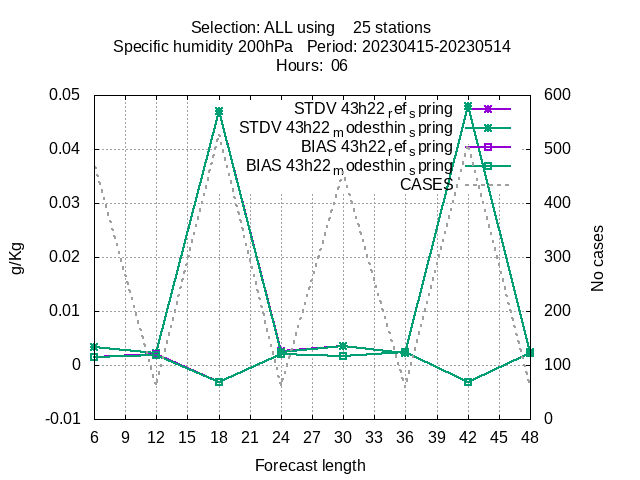 Selection: ALL using    25 stations
Specific humidity 200hPa   Period: 20230415-20230514
Hours:  06
STDV 43h22_ref_spring
STDV 43h22_modesthin_spring
BIAS 43h22_ref_spring
BIAS 43h22_modesthin_spring
CASES
0.05
0.04
0.03
0.02
0.01
0
-0.01
g/Kg
600
500
400
300
200
100
0
No cases
6 9 12 15 18 21 24 27 30 33 36 39 42 45 48
Forecast length